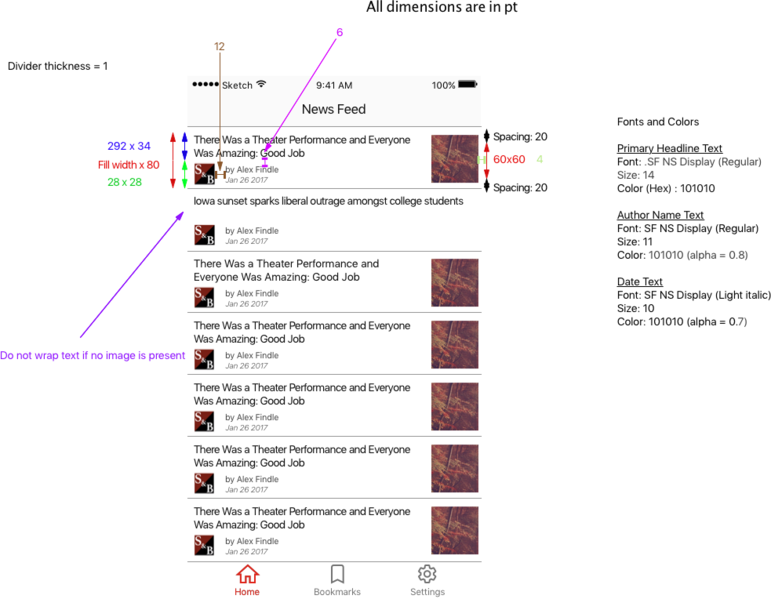 All dimensions are in pt
6
12
Divider thickness = 1
Sketch 9:41 AM 100%
News Feed
Fonts and Colors
There Was a Theater Performance and Everyone
Was Amazing: Good Job
by Alex Findle
Jan 26 2017
S&B
292 x 34
Fill width x 80
28 x 28
Spacing: 20
60x60 4
Spacing: 20
Primary Headline Text
Font: .SF NS Display (Regular)
Size: 14
Color (Hex) : 101010
Iowa sunset sparks liberal outrage amongst college students
S&B
by Alex Findle
Jan 26 2017
Author Name Text
Font: SF NS Display (Regular)
Size: 11
Color: 101010 (alpha = 0.8)
There Was a Theater Performance and
Everyone Was Amazing: Good Job
S&B
by Alex Findle
Jan 26 2017
Date Text
Font: SF NS Display (Light italic)
Size: 10
Color: 101010 (alpha = 0.7)
There Was a Theater Performance and Everyone
Was Amazing: Good Job
S&B
by Alex Findle
Jan 26 2017
Do not wrap text if no image is present
There Was a Theater Performance and Everyone
Was Amazing: Good Job
S&B
by Alex Findle
Jan 26 2017
There Was a Theater Performance and Everyone
Was Amazing: Good Job
S&B
by Alex Findle
Jan 26 2017
There Was a Theater Performance and Everyone
Was Amazing: Good Job
S&B
by Alex Findle
Jan 26 2017
Home Bookmarks Settings